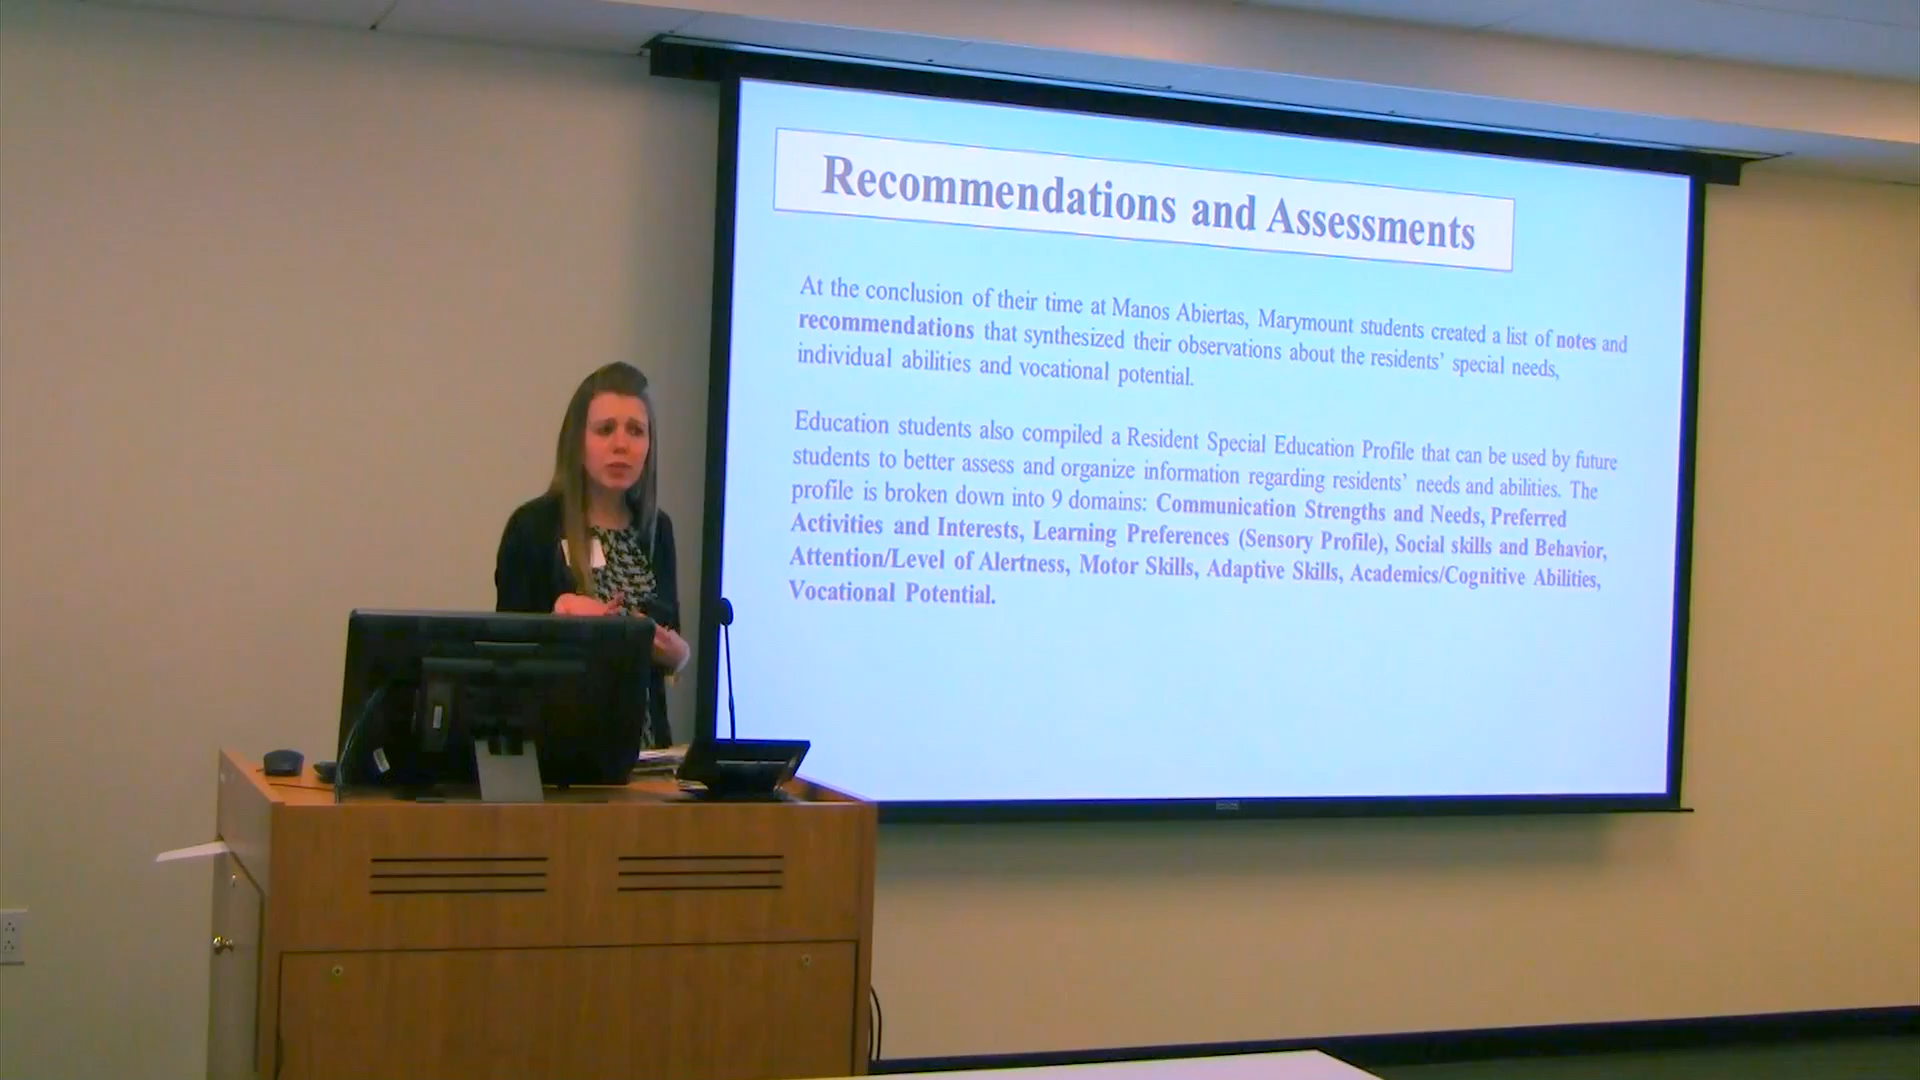 Recommendations and Assessments
At the conclusion of their time at Manos Abiertas, Marymount students created a list of notes and
recommendations that synthesized their observations about the residents' special needs,
individual abilities and vocational potential.
Education students also compiled a Resident Special Education Profile that can be used by future
students to better assess and organize information regarding residents' needs and abilities. The
profile is broken down into 9 domains: Communication Strengths and Needs, Preferred
Activities and Interests, Learning Preferences (Sensory Profile), Social skills and Behavior,
Attention/Level of Alertness, Motor Skills, Adaptive Skills, Academics/Cognitive Abilities,
Vocational Potential.